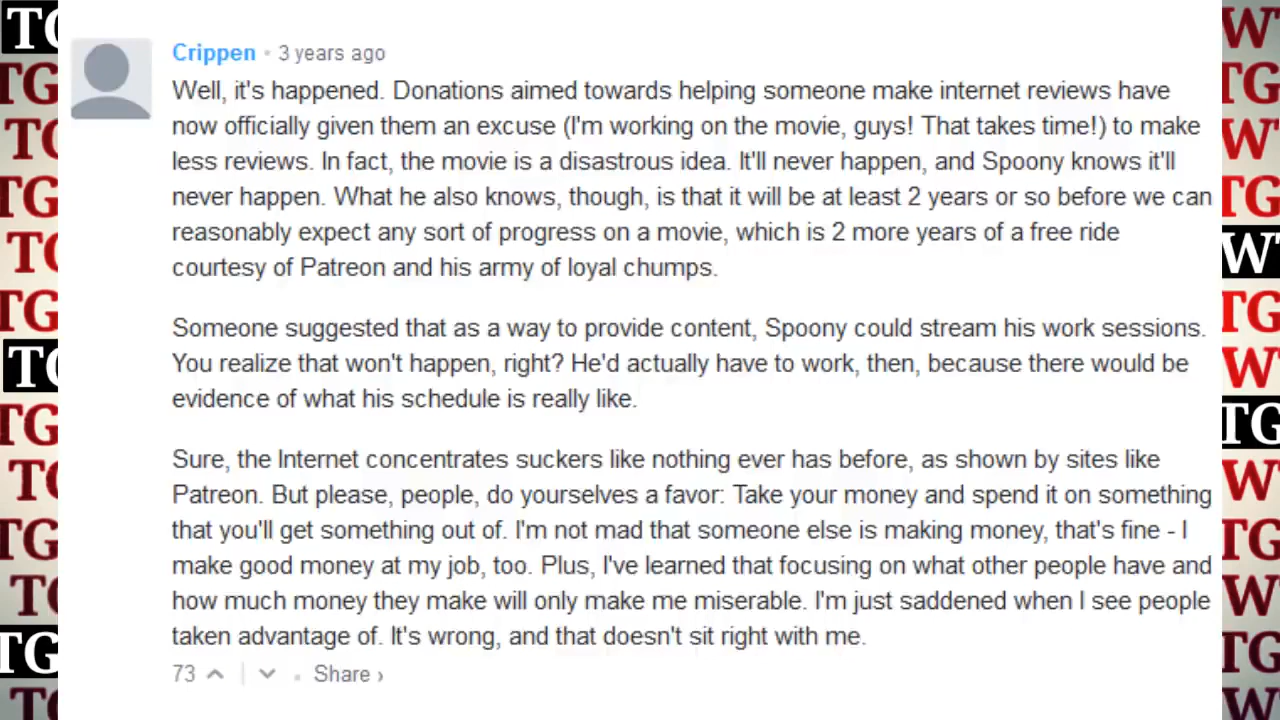 Crippen • 3 years ago
Well, it's happened. Donations aimed towards helping someone make internet reviews have
now officially given them an excuse (I'm working on the movie, guys! That takes time!) to make
less reviews. In fact, the movie is a disastrous idea. It'll never happen, and Spoony knows it'll
never happen. What he also knows, though, is that it will be at least 2 years or so before we can
reasonably expect any sort of progress on a movie, which is 2 more years of a free ride
courtesy of Patreon and his army of loyal chumps.
Someone suggested that as a way to provide content, Spoony could stream his work sessions.
You realize that won't happen, right? He'd actually have to work, then, because there would be
evidence of what his schedule is really like.
Sure, the Internet concentrates suckers like nothing ever has before, as shown by sites like
Patreon. But please, people, do yourselves a favor: Take your money and spend it on something
that you'll get something out of. I'm not mad that someone else is making money, that's fine - I
make good money at my job, too. Plus, I've learned that focusing on what other people have and
how much money they make will only make me miserable. I'm just saddened when I see people
taken advantage of. It's wrong, and that doesn't sit right with me.
73 Share ›